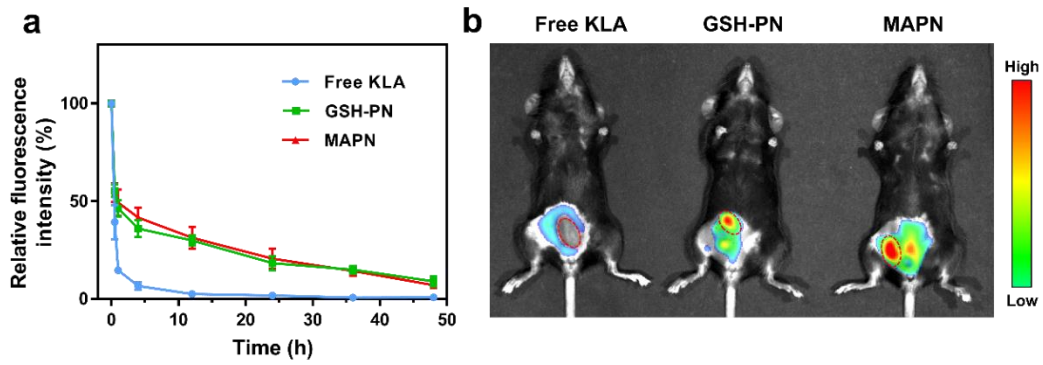 a
Relative fluorescence
intensity (%)
100
50
0
0
10
20
30
40
50
Time (h)
Free KLA
GSH-PN
MAPN
b
Free KLA
GSH-PN
MAPN
High
Low